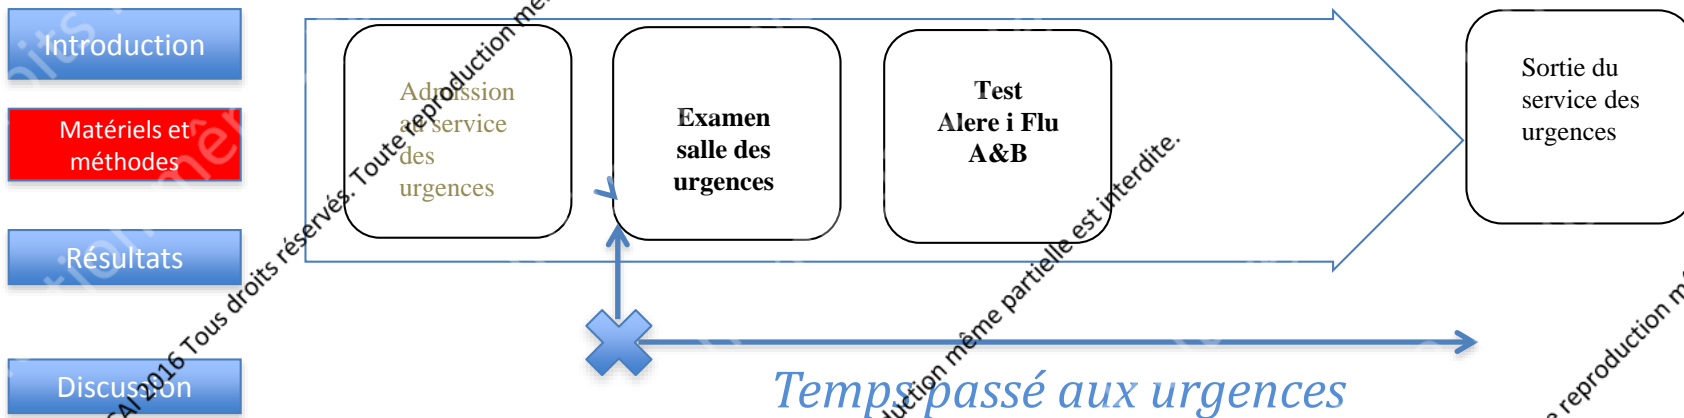 Introduction
Matériels et
méthodes
Résultats
Discussion
Admission
au service
des
urgences
Examen
salle des
urgences
Test
Alere i Flu
A&B
Sortie du
service des
urgences
Temps passé aux urgences
2016 Tous droits réservés. Toute reproduction
reproduction même partielle est interdite.
reproduction